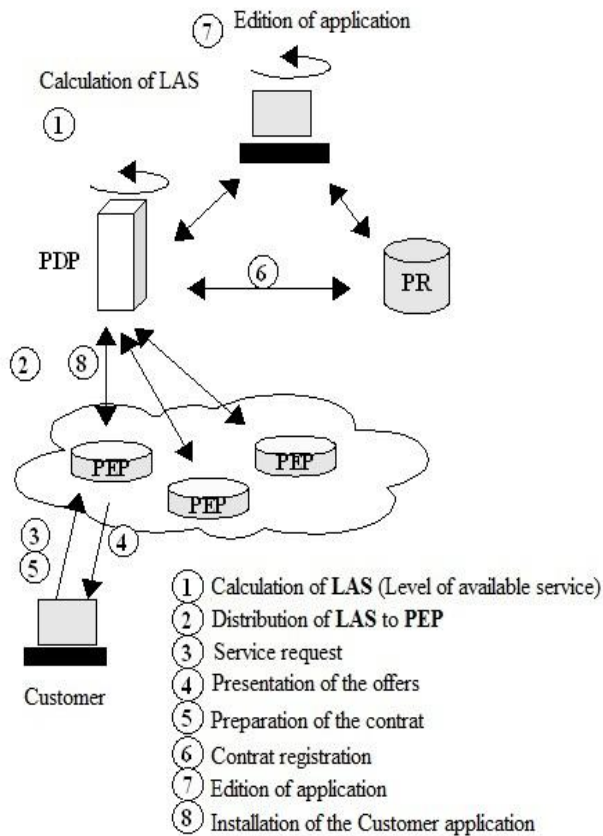 ⑦ Edition of application
Calculation of LAS
①
PDP
⑥
PR
②
⑧
PEP
PEP
PEP
③
④
⑤
Customer
① Calculation of LAS (Level of available service)
② Distribution of LAS to PEP
③ Service request
④ Presentation of the offers
⑤ Preparation of the contrat
⑥ Contrat registration
⑦ Edition of application
⑧ Installation of the Customer application